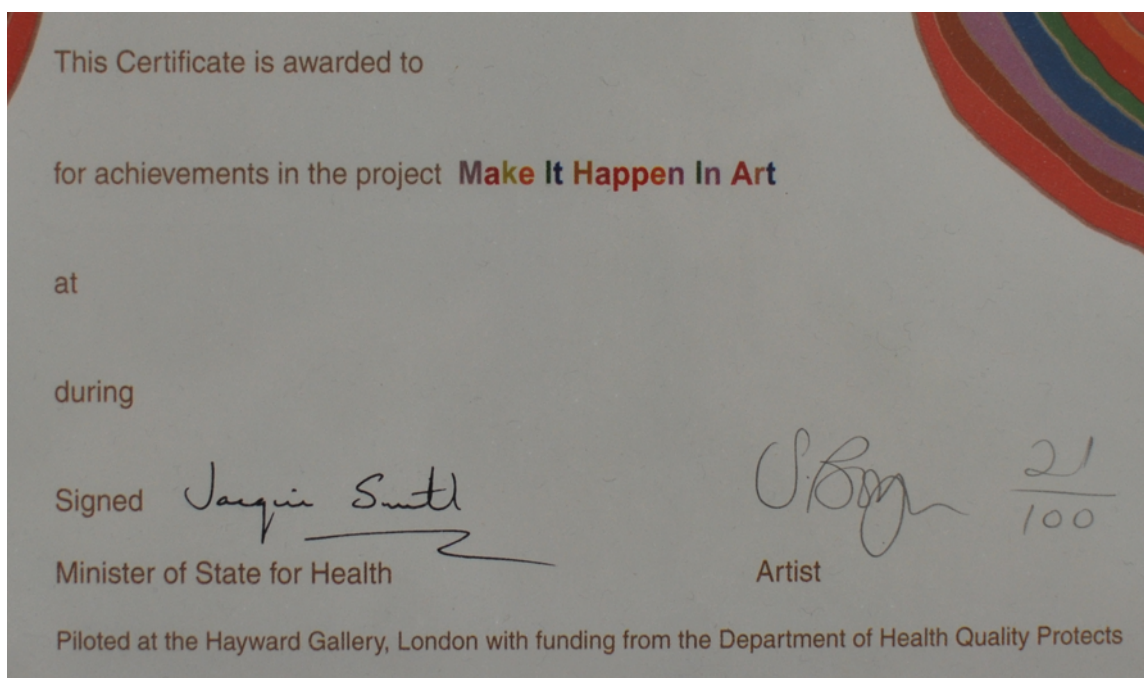 This Certificate is awarded to
for achievements in the project Make It Happen In Art
at
during
Signed Jacqui Smith
21
100
Minister of State for Health
Artist
Piloted at the Hayward Gallery, London with funding from the Department of Health Quality Protects